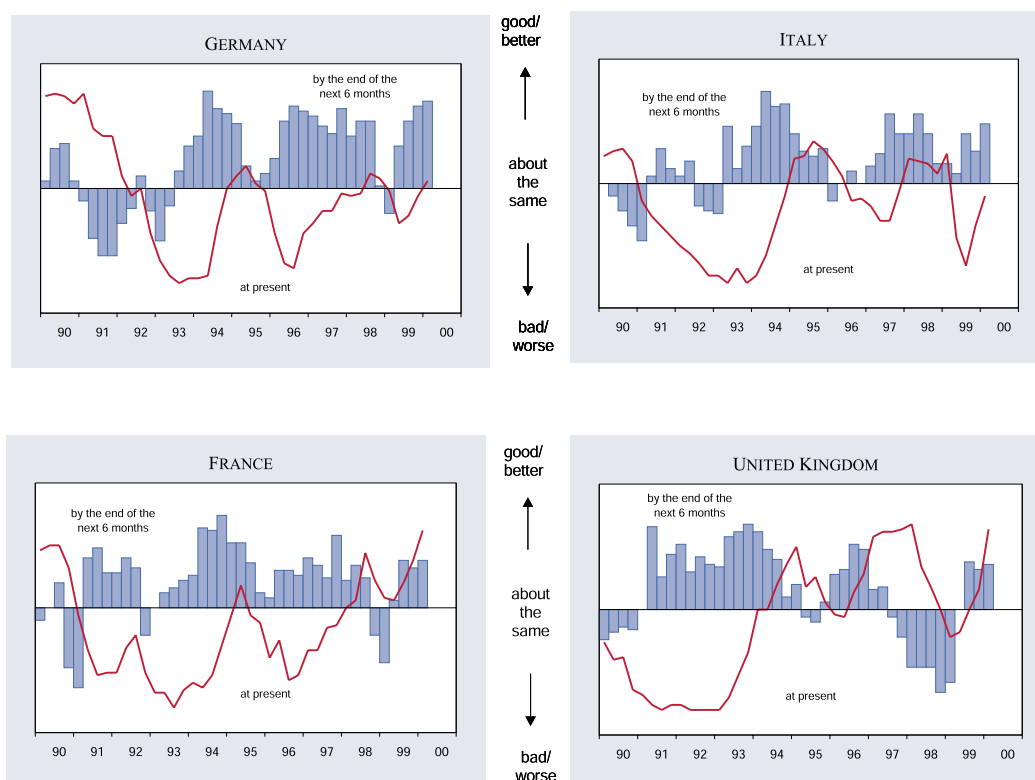 GERMANY
by the end of the
next 6 months
at present
90 91 92 93 94 95 96 97 98 99 00
good/
better
about
the
same
bad/
worse
ITALY
by the end of the
next 6 months
at present
90 91 92 93 94 95 96 97 98 99 00
FRANCE
by the end of the
next 6 months
at present
90 91 92 93 94 95 96 97 98 99 00
good/
better
about
the
same
bad/
worse
UNITED KINGDOM
by the end of the
next 6 months
at present
90 91 92 93 94 95 96 97 98 99 00